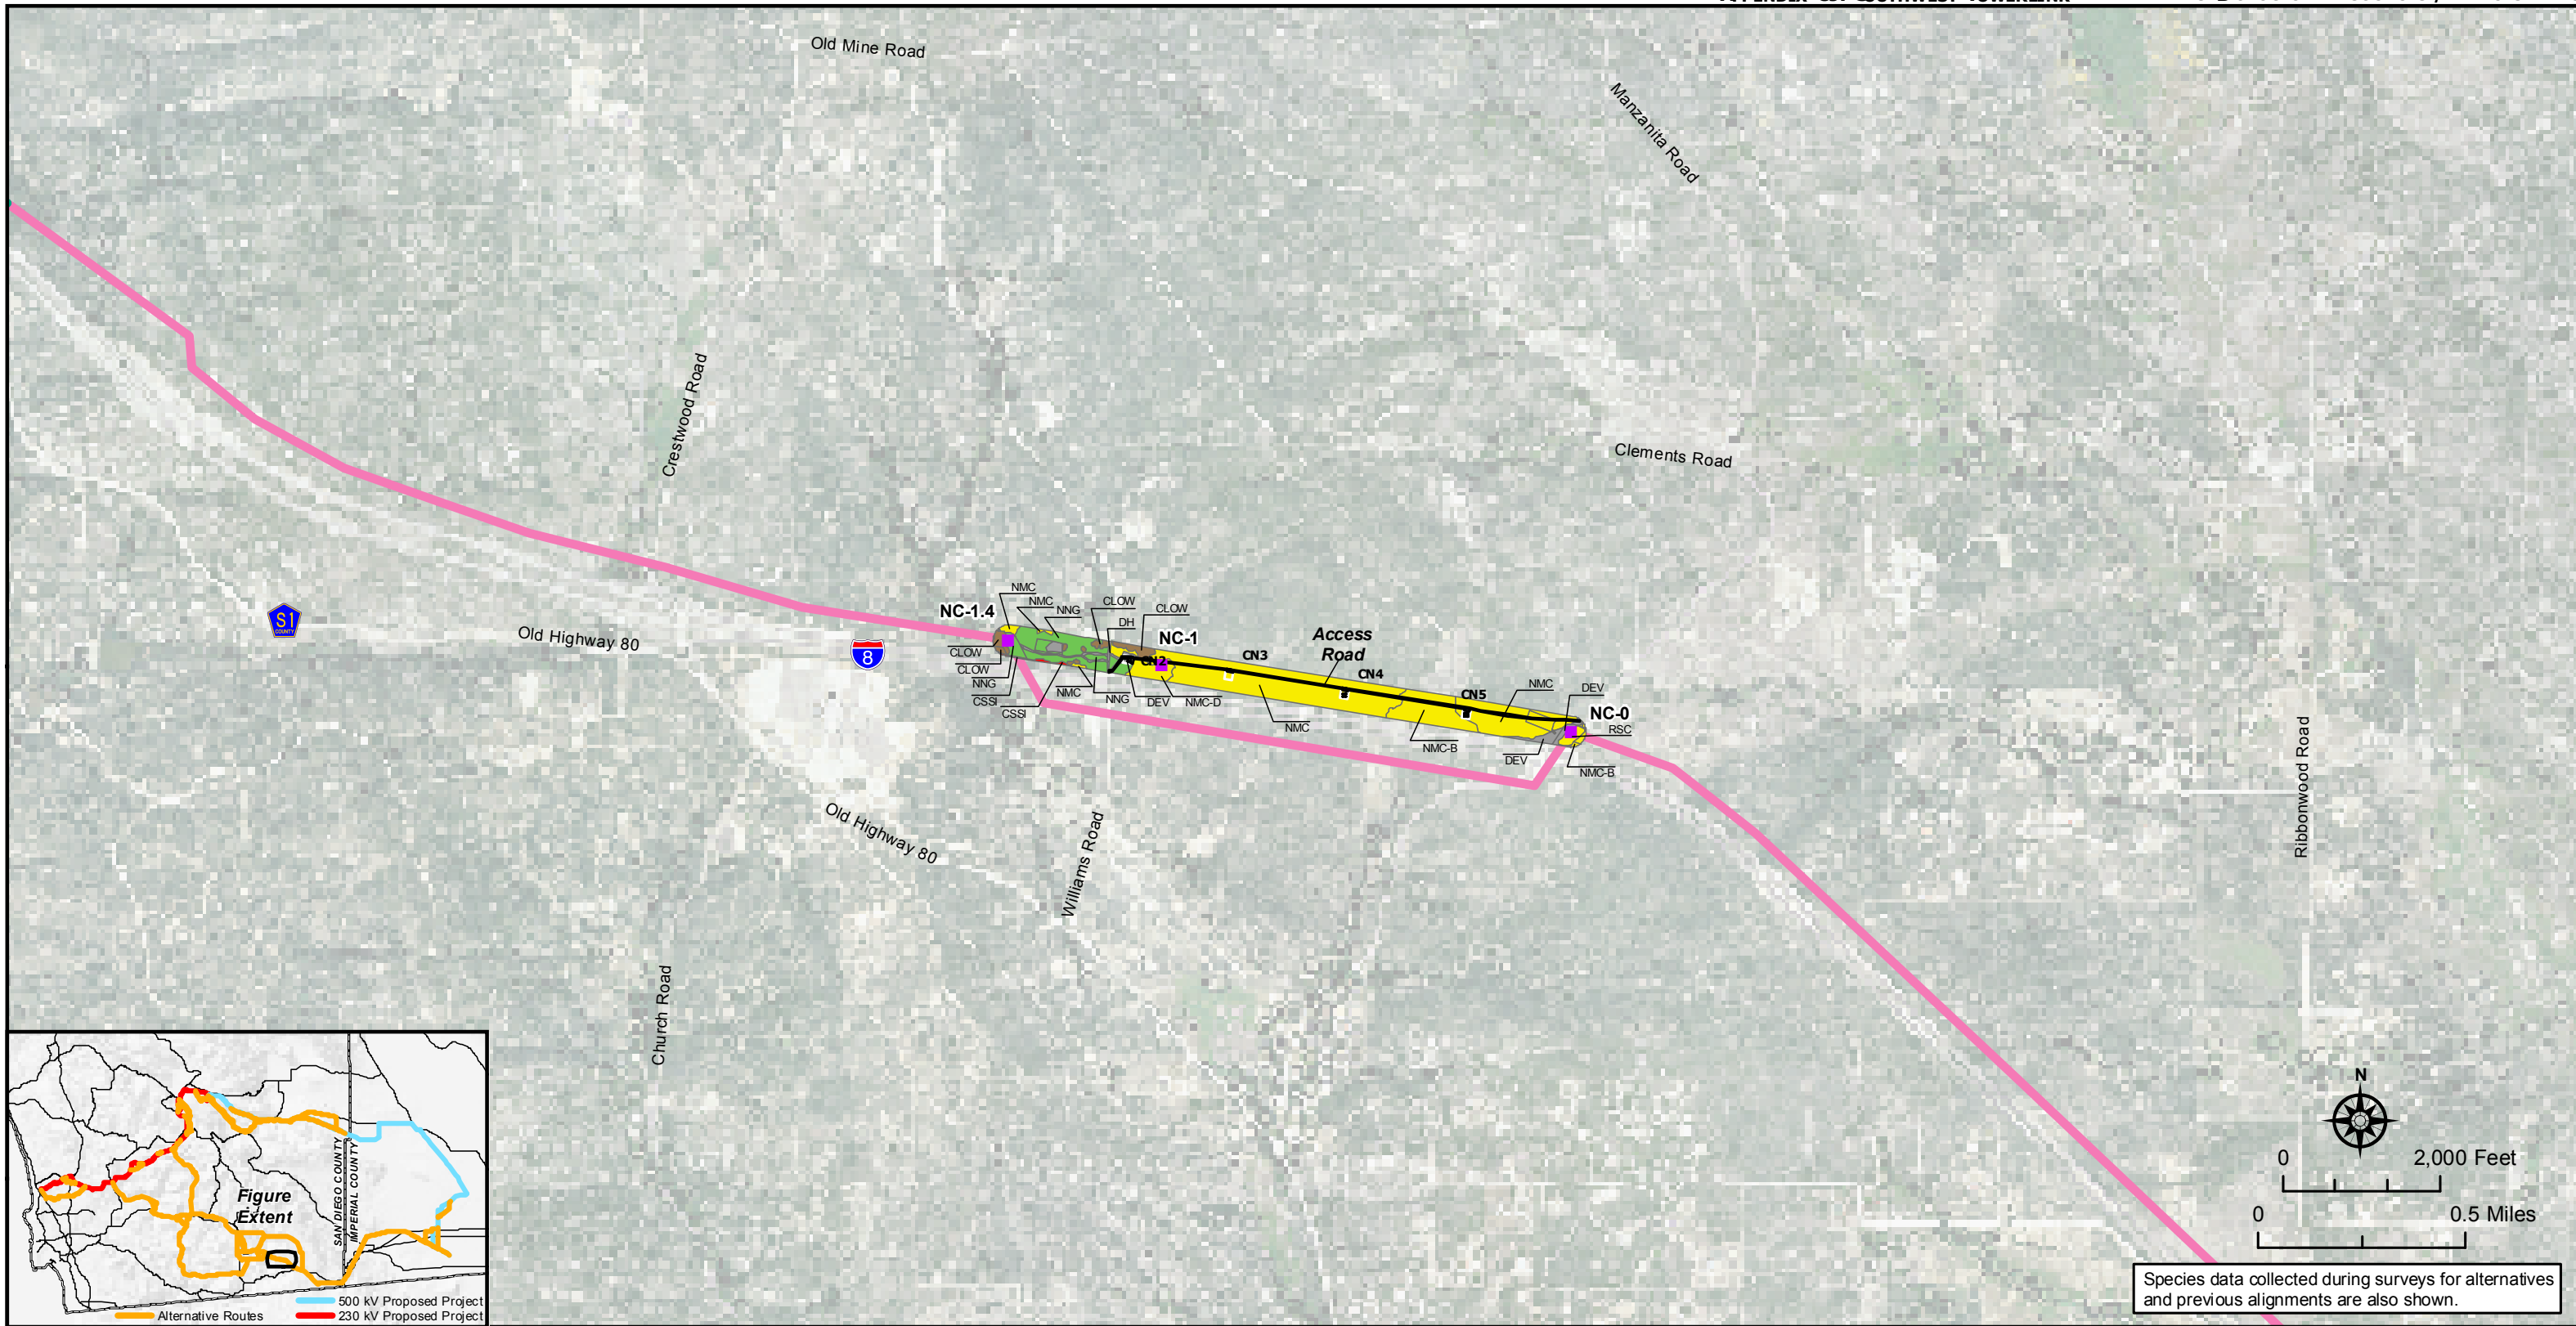 Old Mine Road
Manzanita Road
Crestwood Road
Clements Road
S1
COUNTY
Old Highway 80
8
NC-1.4
NMC
NMC
NNG
CLOW
CLOW
DH
NC-1
CN2
CN3
Access
Road
CN4
CN5
NMC
DEV
NC-0
RSC
CLOW
CLOW
NNG
CSSI
CSSI
NMC
NNG
DEV
NMC-D
NMC
NMC-B
DEV
NMC-B
Ribbonwood Road
Old Highway 80
Williams Road
Church Road
Figure
Extent
SAN DIEGO COUNTY
IMPERIAL COUNTY
500 kV Proposed Project
Alternative Routes
230 kV Proposed Project
N
0 2,000 Feet
0 0.5 Miles
Species data collected during surveys for alternatives
and previous alignments are also shown.